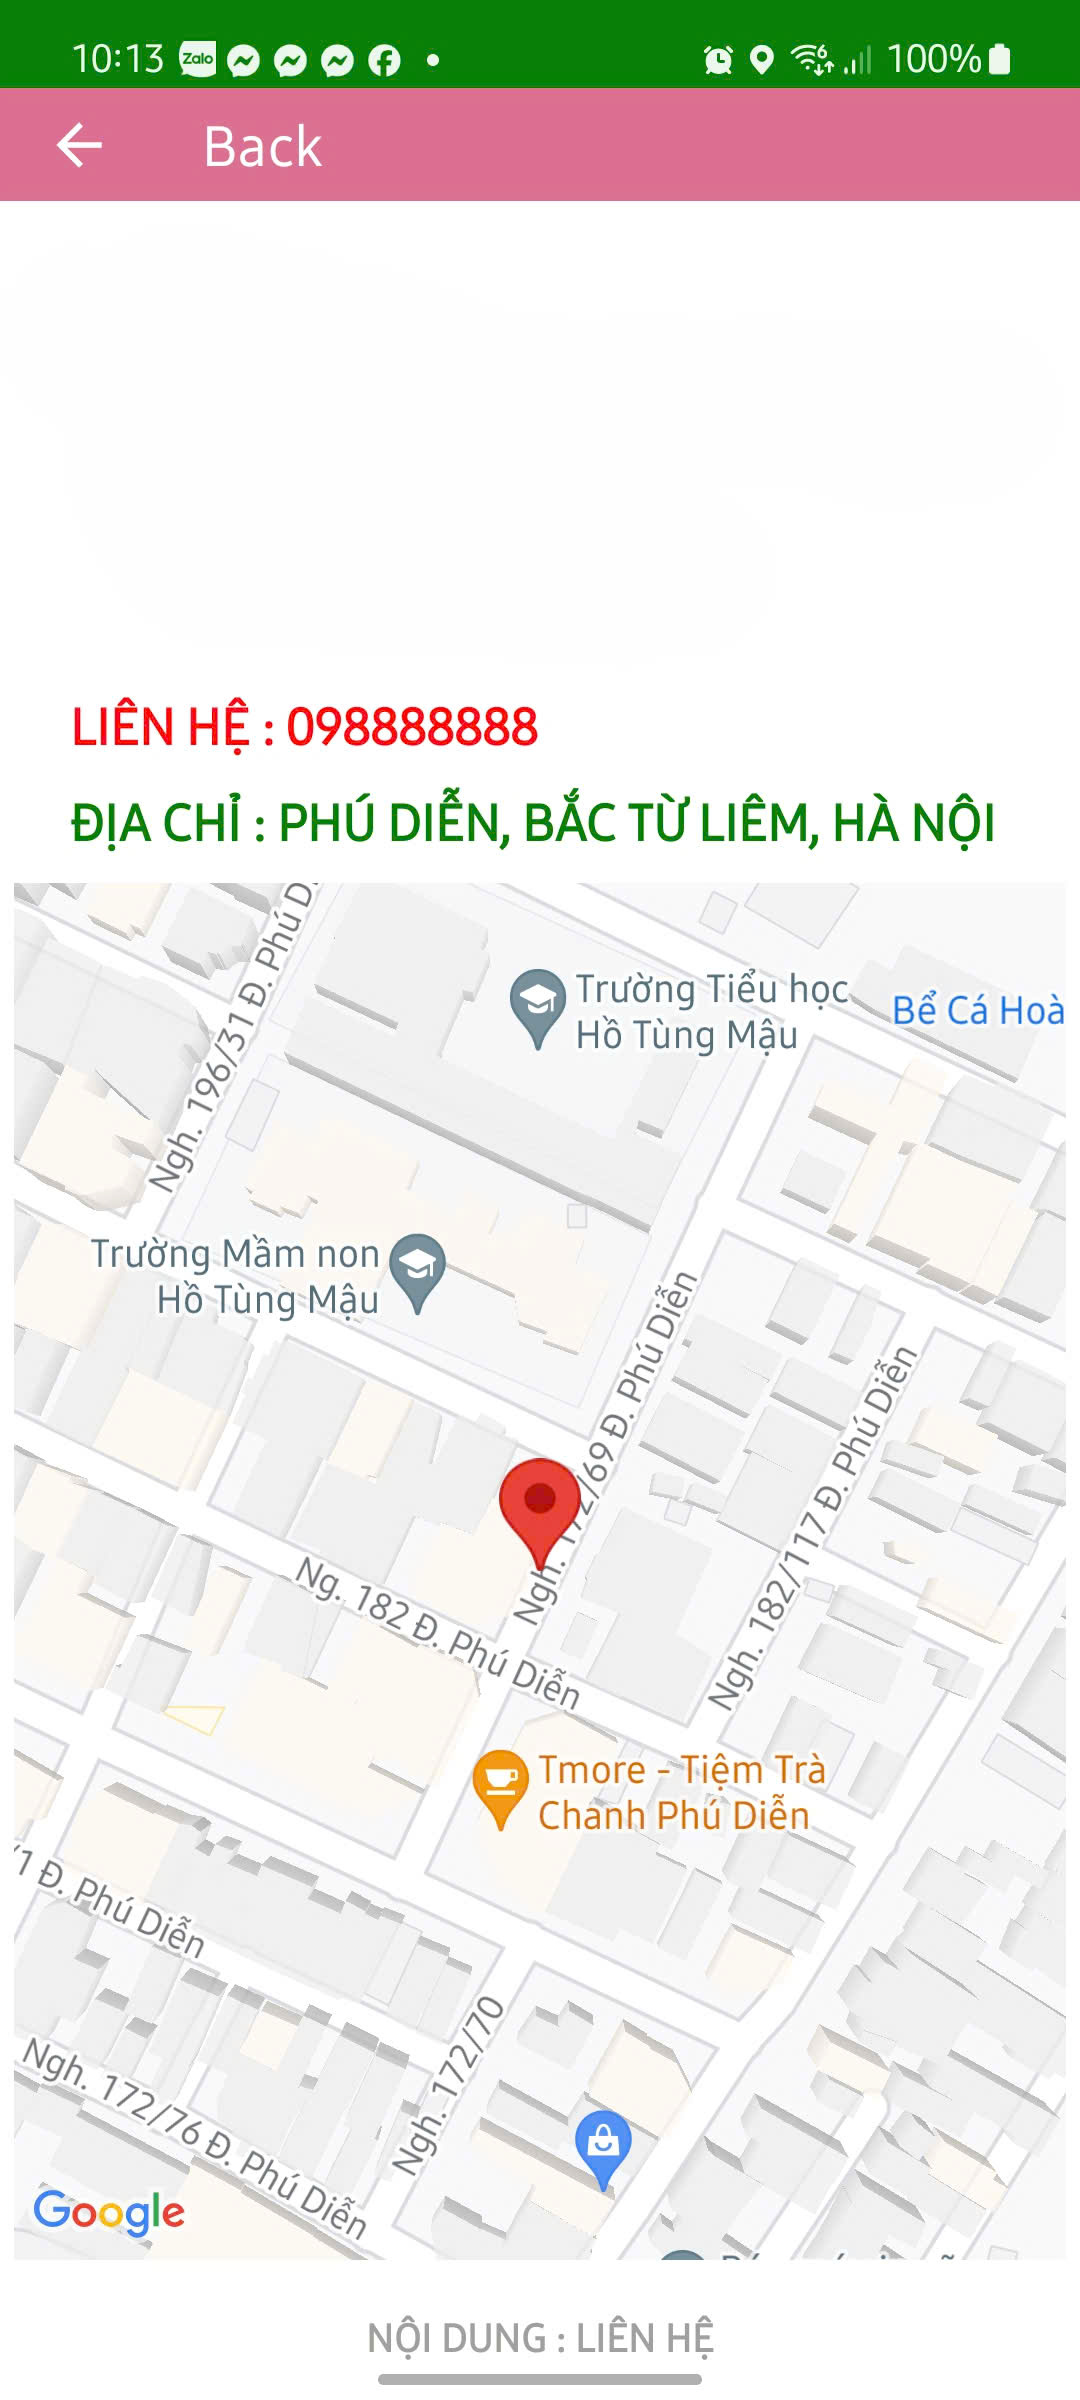 10:13 Zalo 6 100%
Back
LIÊN HỆ : 098888888
ĐỊA CHỈ : PHÚ DIỄN, BẮC TỪ LIÊM, HÀ NỘI
Ngh. 196/31 Đ. Phú D
Trường Tiểu học
Hồ Tùng Mậu
Bể Cá Hoà
Trường Mầm non
Hồ Tùng Mậu
Ngh. 172/69 Đ. Phú Diễn
Ngh. 182/117 Đ. Phú Diễn
Ng. 182 Đ. Phú Diễn
Tmore - Tiệm Trà
Chanh Phú Diễn
/1 Đ. Phú Diễn
Ngh. 172/70
Ngh. 172/76 Đ. Phú Diễn
Google
NỘI DUNG : LIÊN HỆ